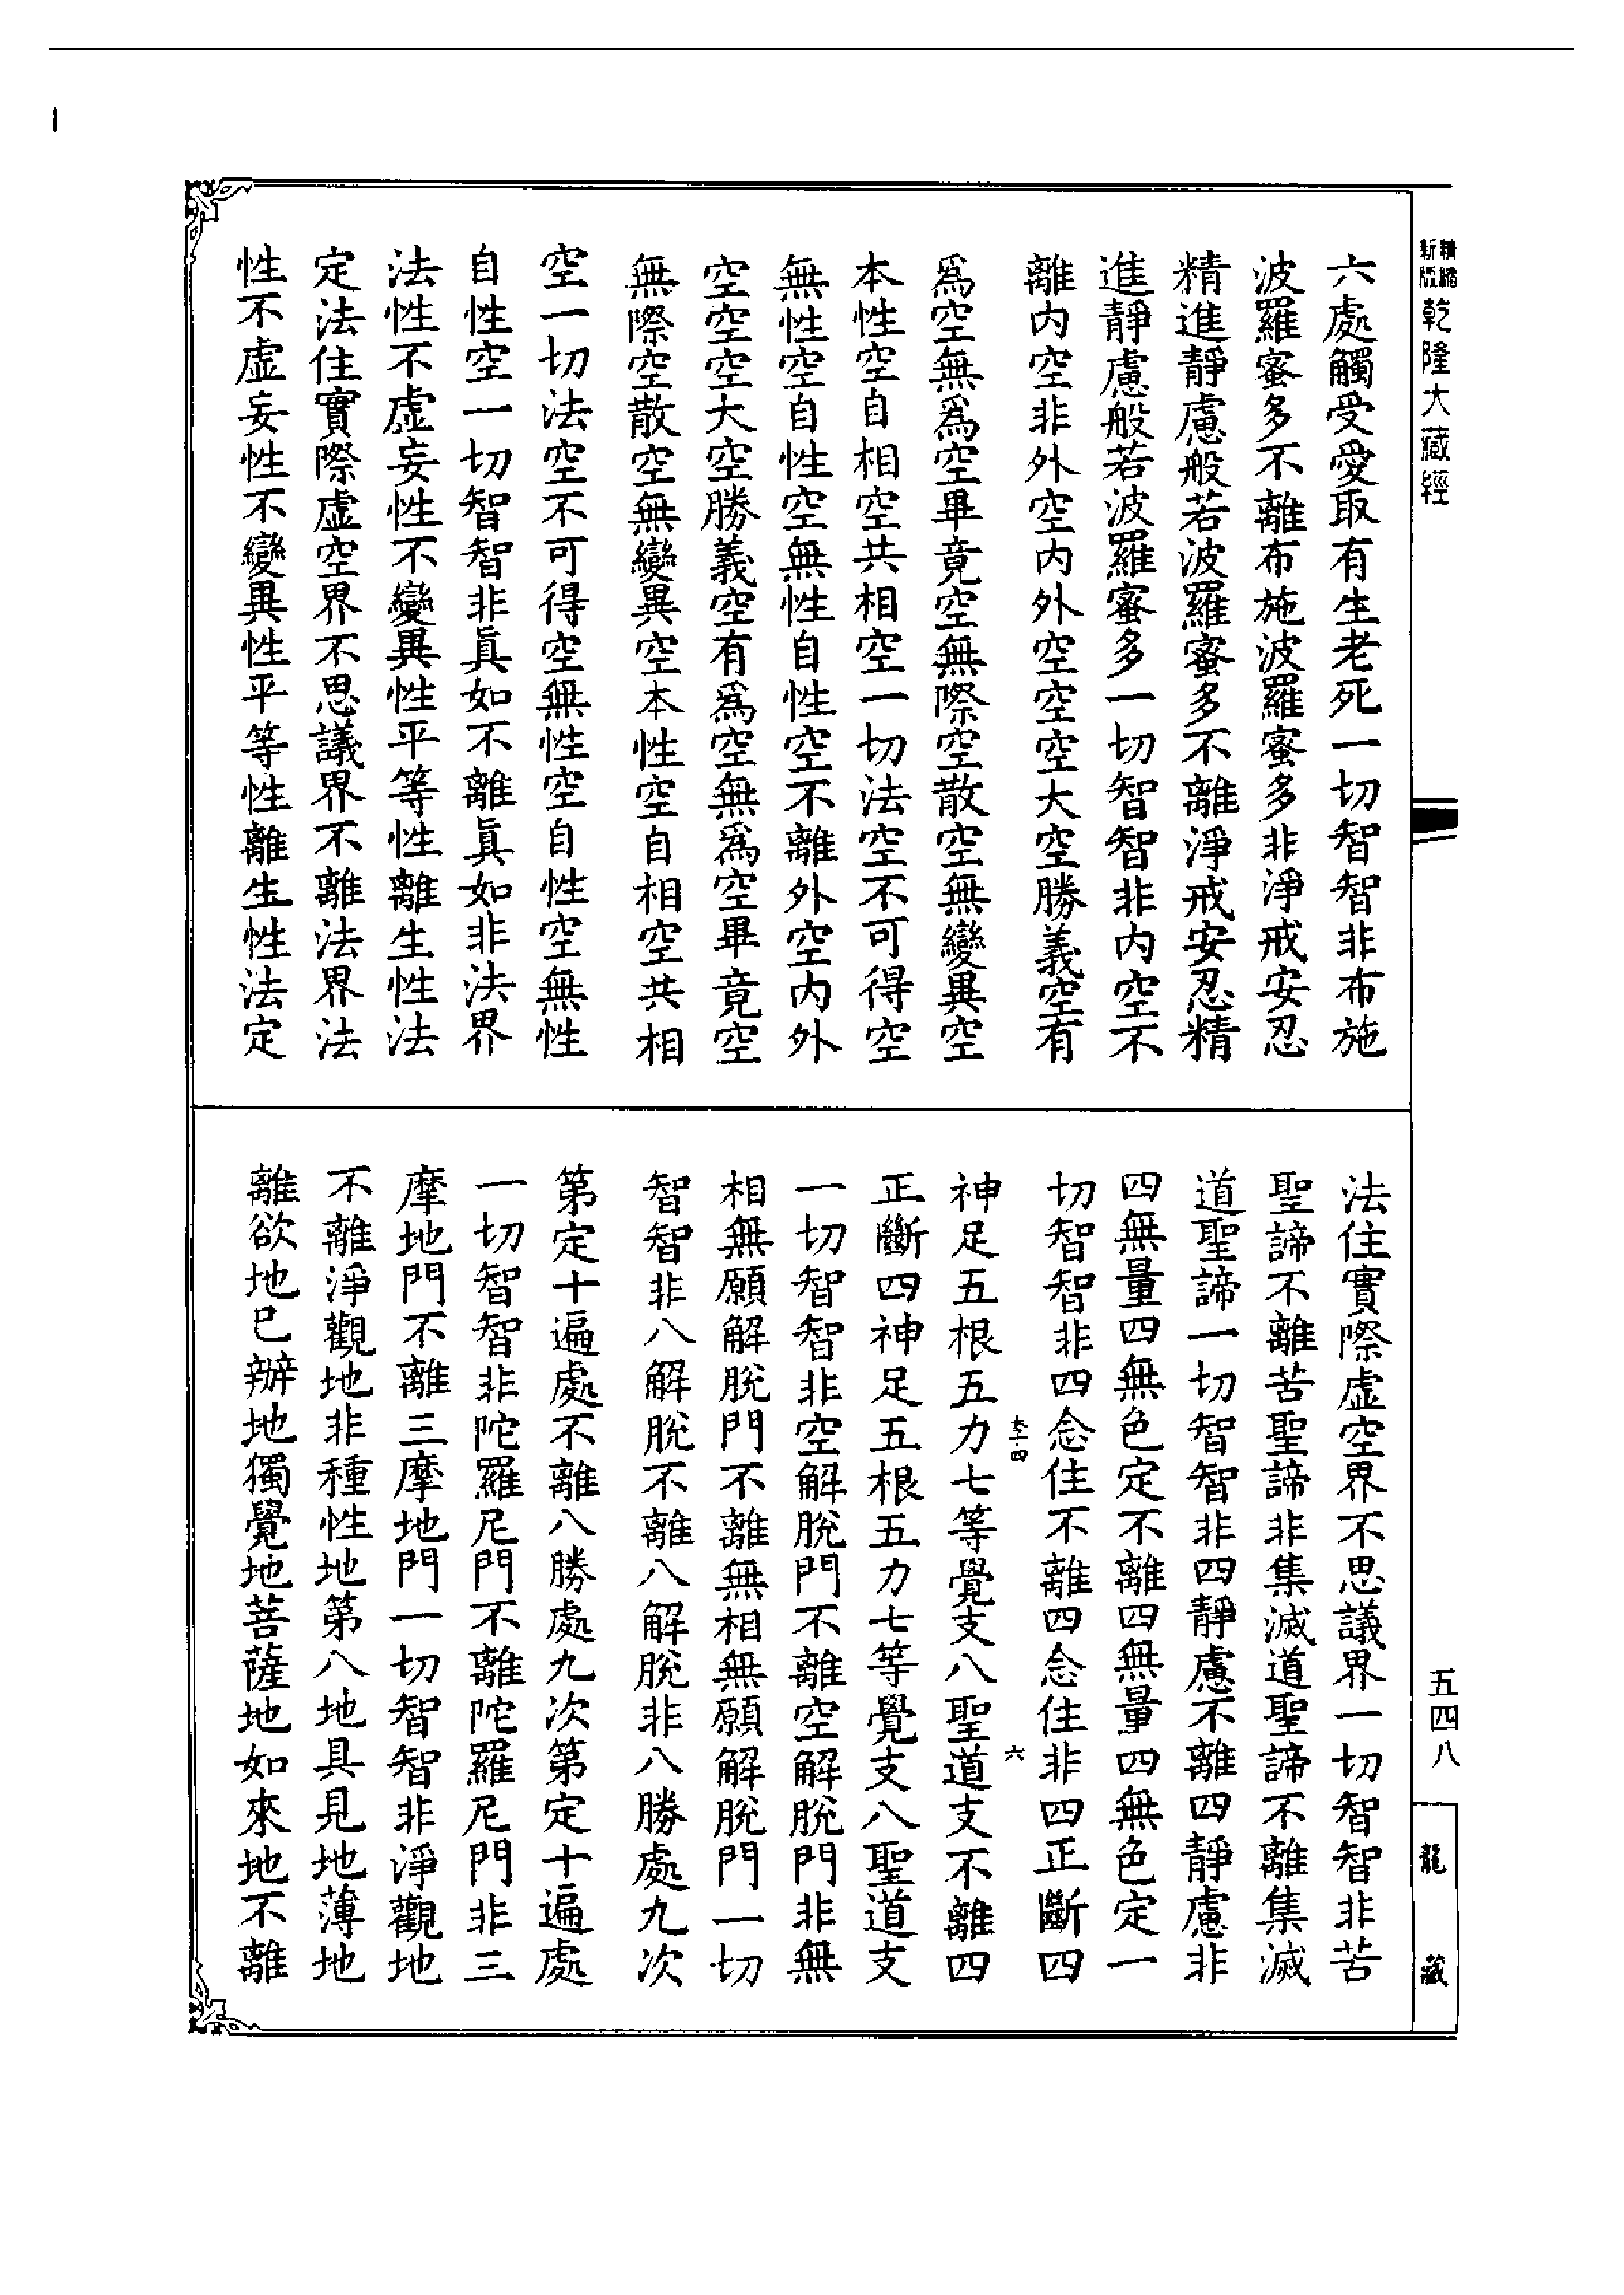 精縮
新版
乾隆大藏經
六處觸受愛取有生老死一切智智非布施
波羅蜜多不離布施波羅蜜多非淨戒安忍
精進靜慮般若波羅蜜多不離淨戒安忍精
進靜慮般若波羅蜜多一切智智非內空不
離內空非外空內外空空空大空勝義空有
爲空無爲空畢竟空無際空散空無變異空
本性空自相空共相空一切法空不可得空
無性空自性空無性自性空不離外空內外
空空空大空勝義空有爲空無爲空畢竟空
無際空散空無變異空本性空自相空共相
空一切法空不可得空無性空自性空無性
自性空一切智智非眞如不離眞如非法界
法性不虛妄性不變異性平等性離生性法
定法住實際虛空界不思議界不離法界法
性不虛妄性不變異性平等性離生性法定
法住實際虛空界不思議界一切智智非苦
聖諦不離苦聖諦非集滅道聖諦不離集滅
道聖諦一切智智非四靜慮不離四靜慮非
四無量四無色定不離四無量四無色定一
切智智非四念住不離四念住非四正斷四
六
神足五根五力七等覺支八聖道支不離四
正斷四神足五根五力七等覺支八聖道支
一切智智非空解脫門不離空解脫門非無
相無願解脫門不離無相無願解脫門一切
智智非八解脫不離八解脫非八勝處九次
第定十遍處不離八勝處九次第定十遍處
一切智智非陀羅尼門不離陀羅尼門非三
摩地門不離三摩地門一切智智非淨觀地
不離淨觀地非種性地第八地具見地薄地
離欲地已辦地獨覺地菩薩地如來地不離
五四八
龍藏